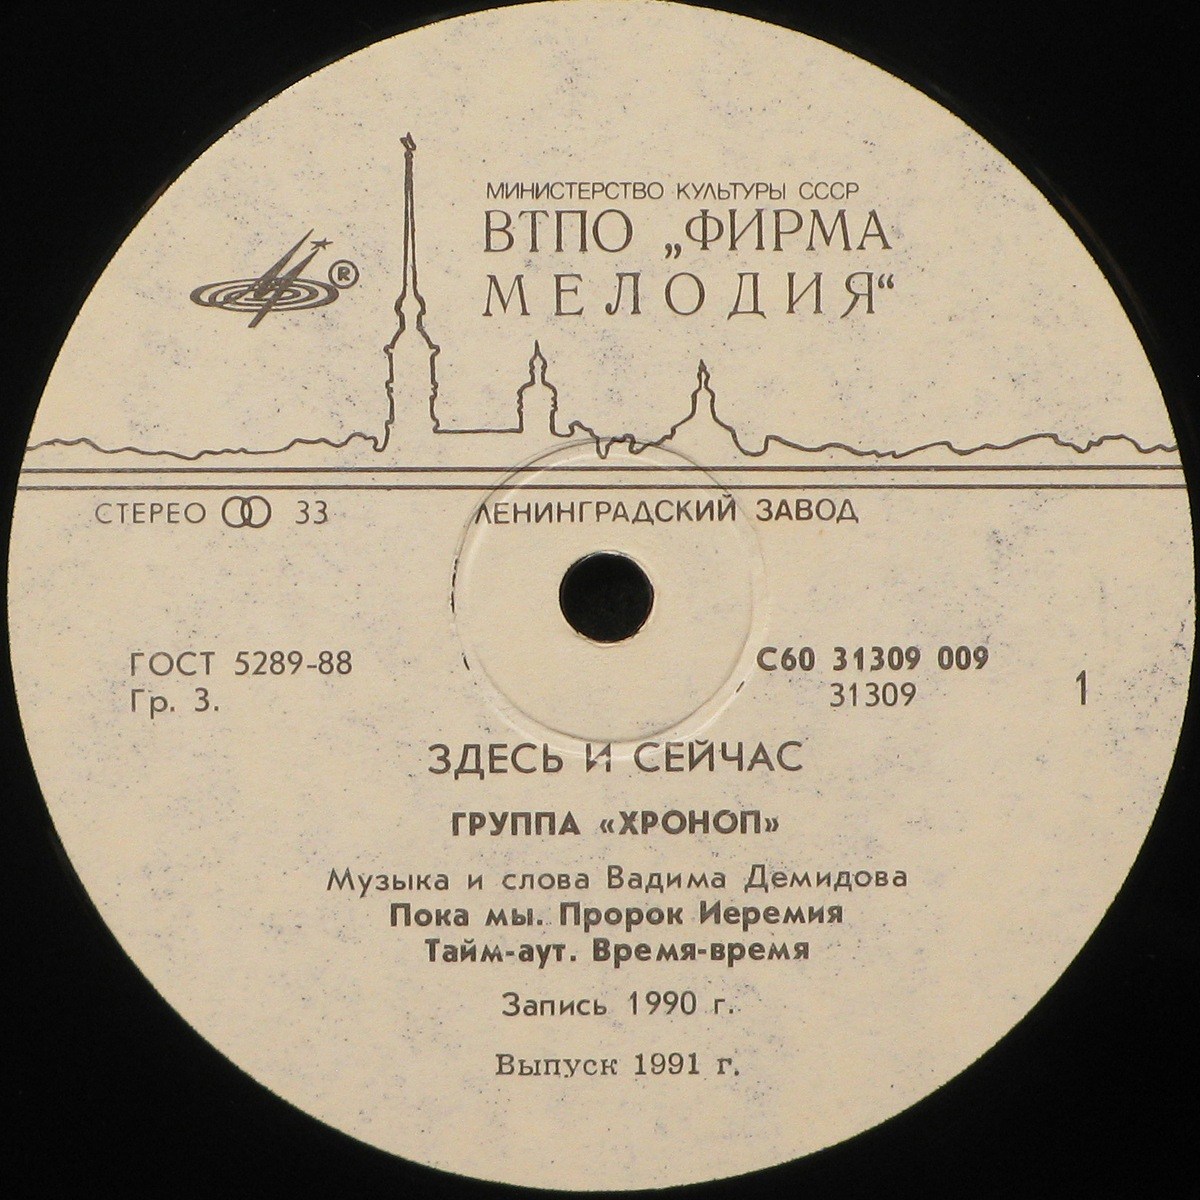 МИНИСТЕРСТВО КУЛЬТУРЫ СССР
ВТПО „ФИРМА
МЕЛОДИЯ“
®
СТЕРЕО 33
ЛЕНИНГРАДСКИЙ ЗАВОД
ГОСТ 5289-88
Гр. 3.
С60 31309 009
31309
1
ЗДЕСЬ И СЕЙЧАС
ГРУППА «ХРОНОП»
Музыка и слова Вадима Демидова
Пока мы. Пророк Иеремия
Тайм-аут. Время-время
Запись 1990 г.
Выпуск 1991 г.